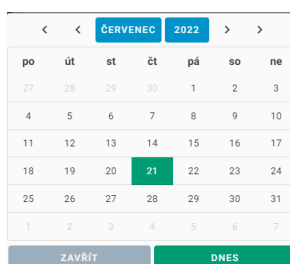 ČERVENEC 2022
po út st čt pá so ne
27 28 29 30 1 2 3
4 5 6 7 8 9 10
11 12 13 14 15 16 17
18 19 20 21 22 23 24
25 26 27 28 29 30 31
1 2 3 4 5 6 7
ZAVŘÍT DNES